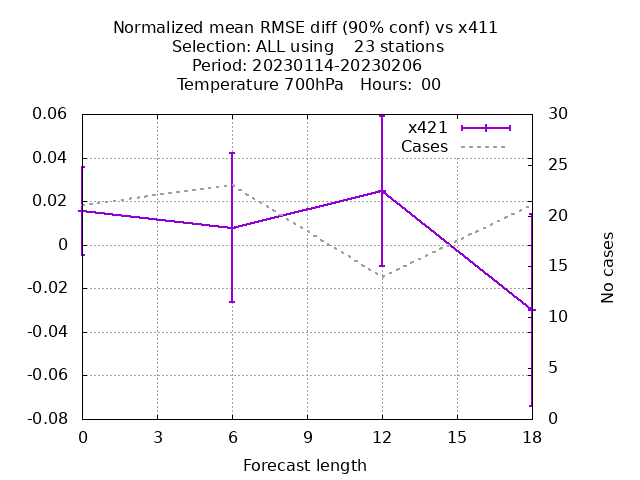 Normalized mean RMSE diff (90% conf) vs x411
Selection: ALL using    23 stations
Period: 20230114-20230206
Temperature 700hPa   Hours:  00
0.06
0.04
0.02
0
-0.02
-0.04
-0.06
-0.08
x421
Cases
30
25
20
15
10
5
0
No cases
0 3 6 9 12 15 18
Forecast length